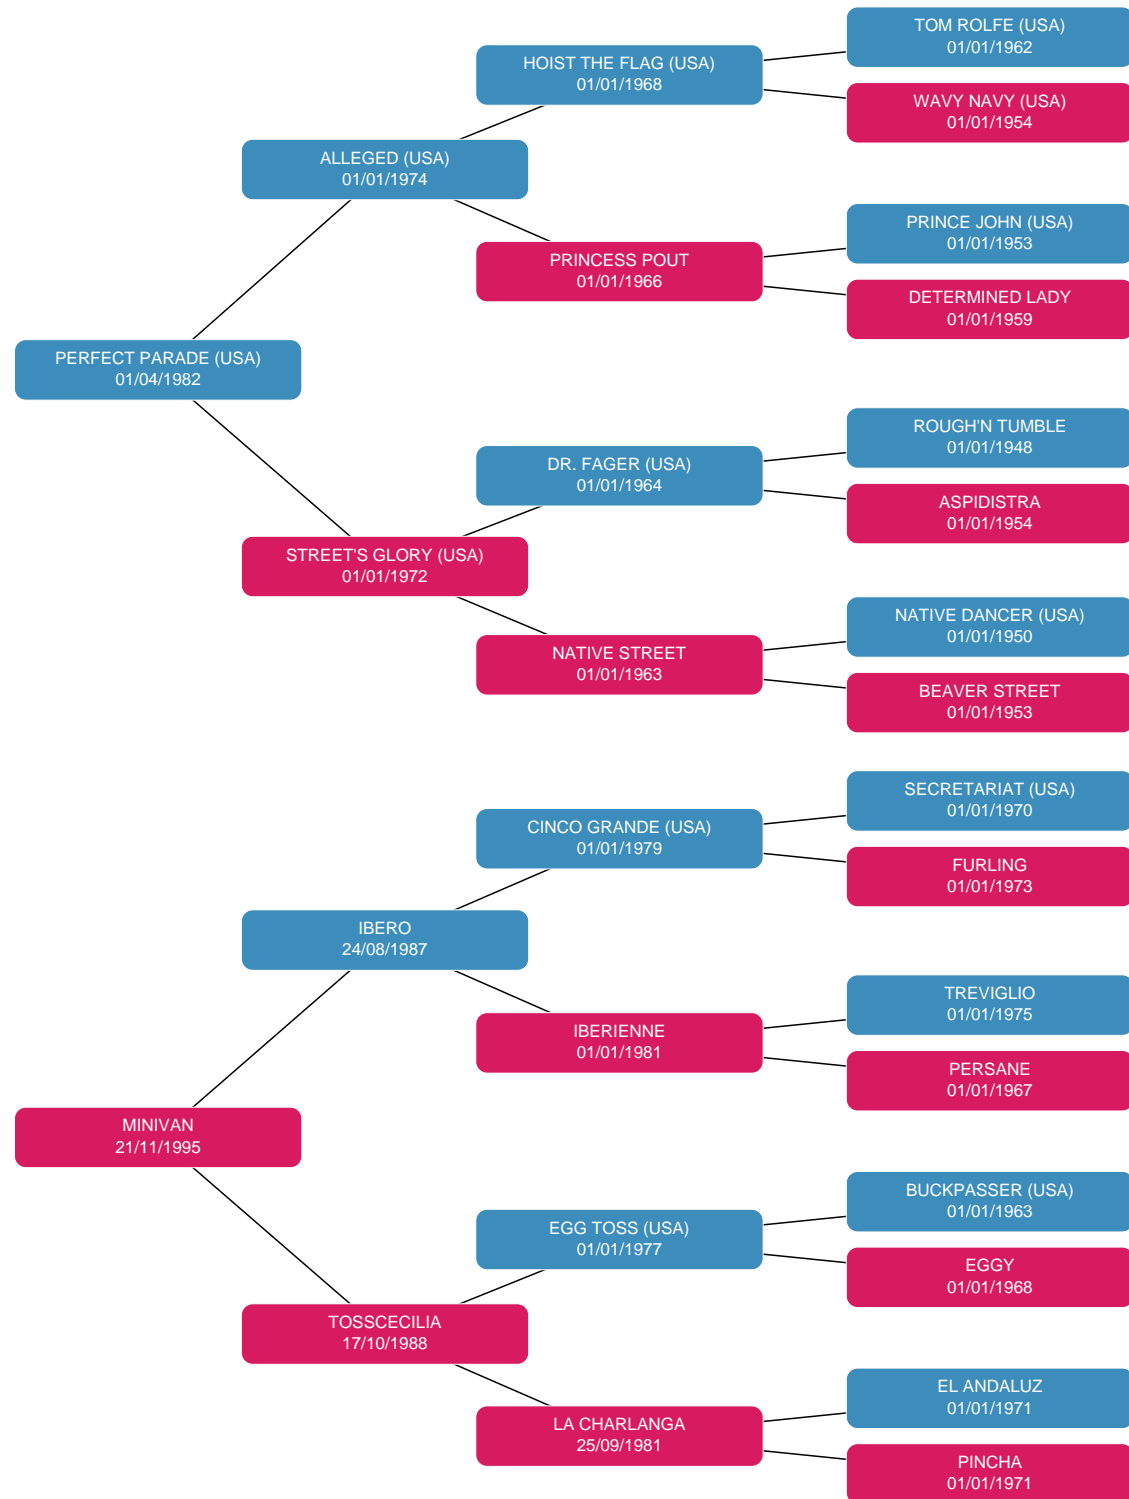 TOM ROLFE (USA)
01/01/1962
HOIST THE FLAG (USA)
01/01/1968
WAVY NAVY (USA)
01/01/1954
ALLEGED (USA)
01/01/1974
PRINCE JOHN (USA)
01/01/1953
PRINCESS POUT
01/01/1966
DETERMINED LADY
01/01/1959
PERFECT PARADE (USA)
01/04/1982
ROUGH'N TUMBLE
01/01/1948
DR. FAGER (USA)
01/01/1964
ASPIDISTRA
01/01/1954
STREET'S GLORY (USA)
01/01/1972
NATIVE DANCER (USA)
01/01/1950
NATIVE STREET
01/01/1963
BEAVER STREET
01/01/1953
SECRETARIAT (USA)
01/01/1970
CINCO GRANDE (USA)
01/01/1979
FURLING
01/01/1973
IBERO
24/08/1987
TREVIGLIO
01/01/1975
IBERIENNE
01/01/1981
PERSANE
01/01/1967
MINIVAN
21/11/1995
BUCKPASSER (USA)
01/01/1963
EGG TOSS (USA)
01/01/1977
EGGY
01/01/1968
TOSSCECILIA
17/10/1988
EL ANDALUZ
01/01/1971
LA CHARLANGA
25/09/1981
PINCHA
01/01/1971